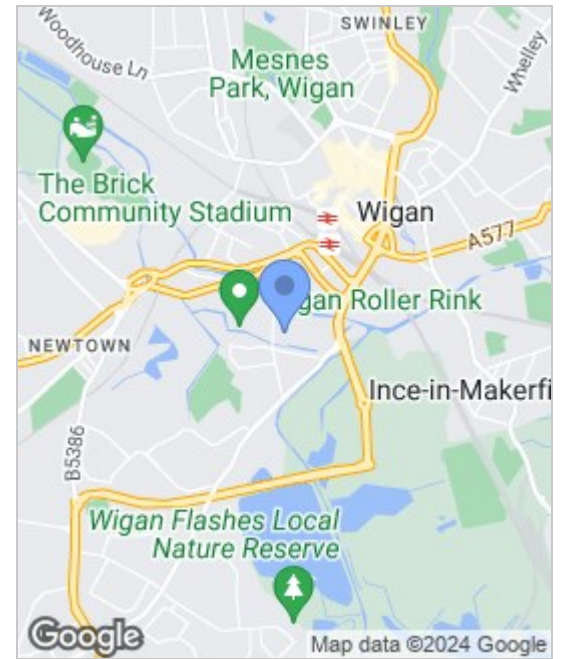 SWINLEY
Woodhouse Ln
Whelley
Mesnes
Park, Wigan
The Brick
Community Stadium
Wigan
A577
gan Roller Rink
NEWTOWN
Ince-in-Makerfi
B5386
Wigan Flashes Local
Nature Reserve
Google
Map data ©2024 Google